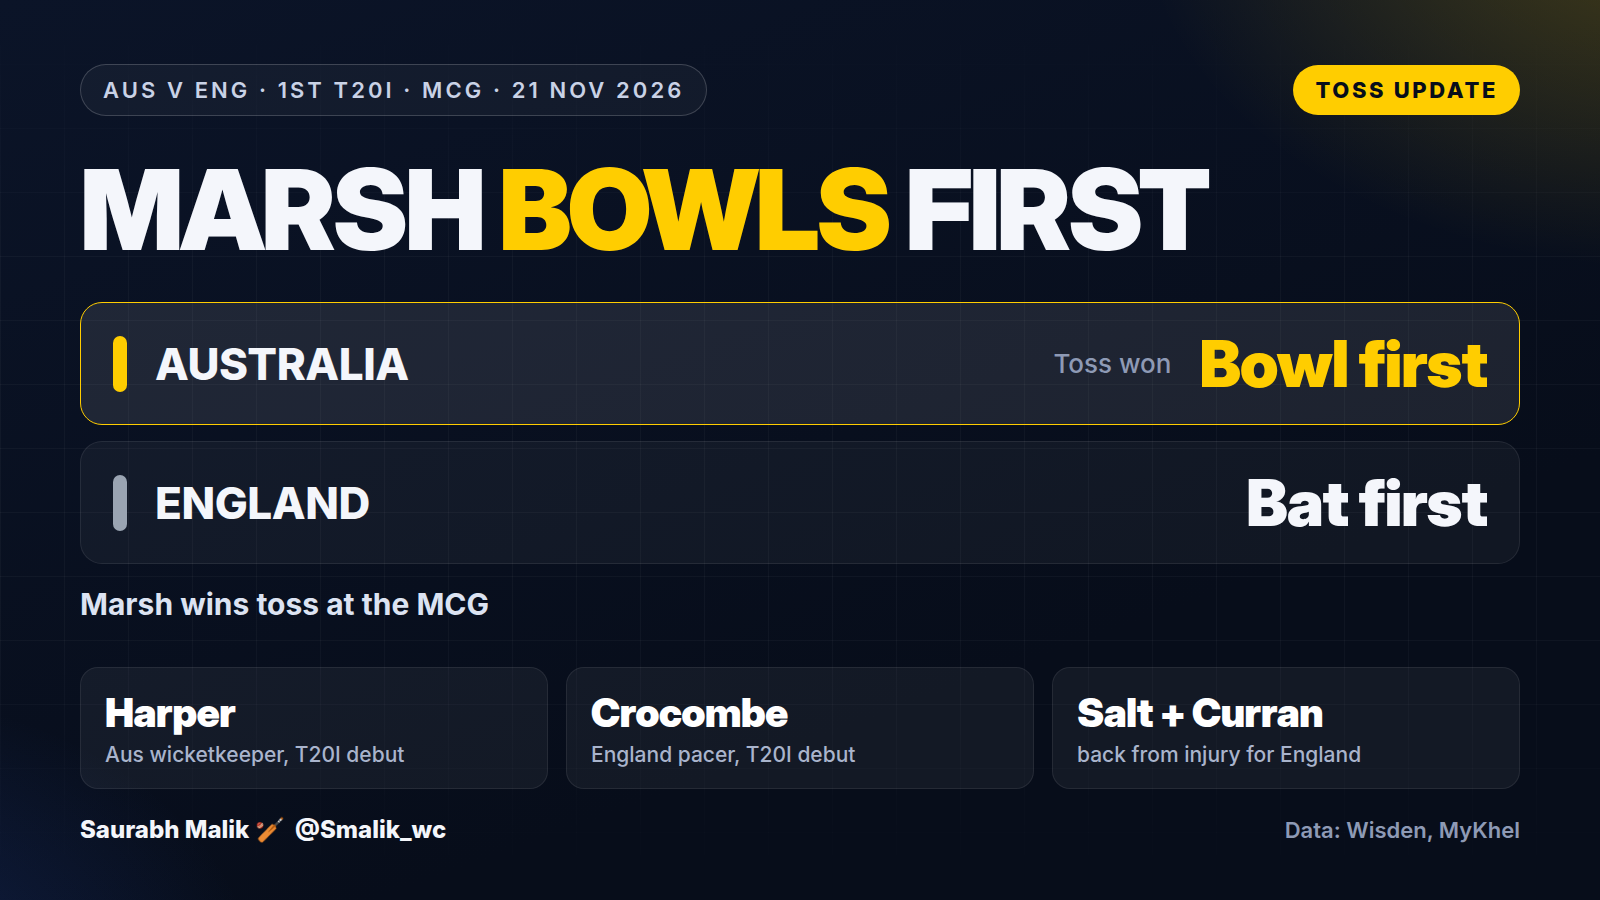 AUS V ENG · 1ST T20I · MCG · 21 NOV 2026
TOSS UPDATE
MARSH BOWLS FIRST
AUSTRALIA
Toss won
Bowl first
ENGLAND
Bat first
Marsh wins toss at the MCG
Harper
Aus wicketkeeper, T20I debut
Crocombe
England pacer, T20I debut
Salt + Curran
back from injury for England
Saurabh Malik 🏏 @Smalik_wc
Data: Wisden, MyKhel